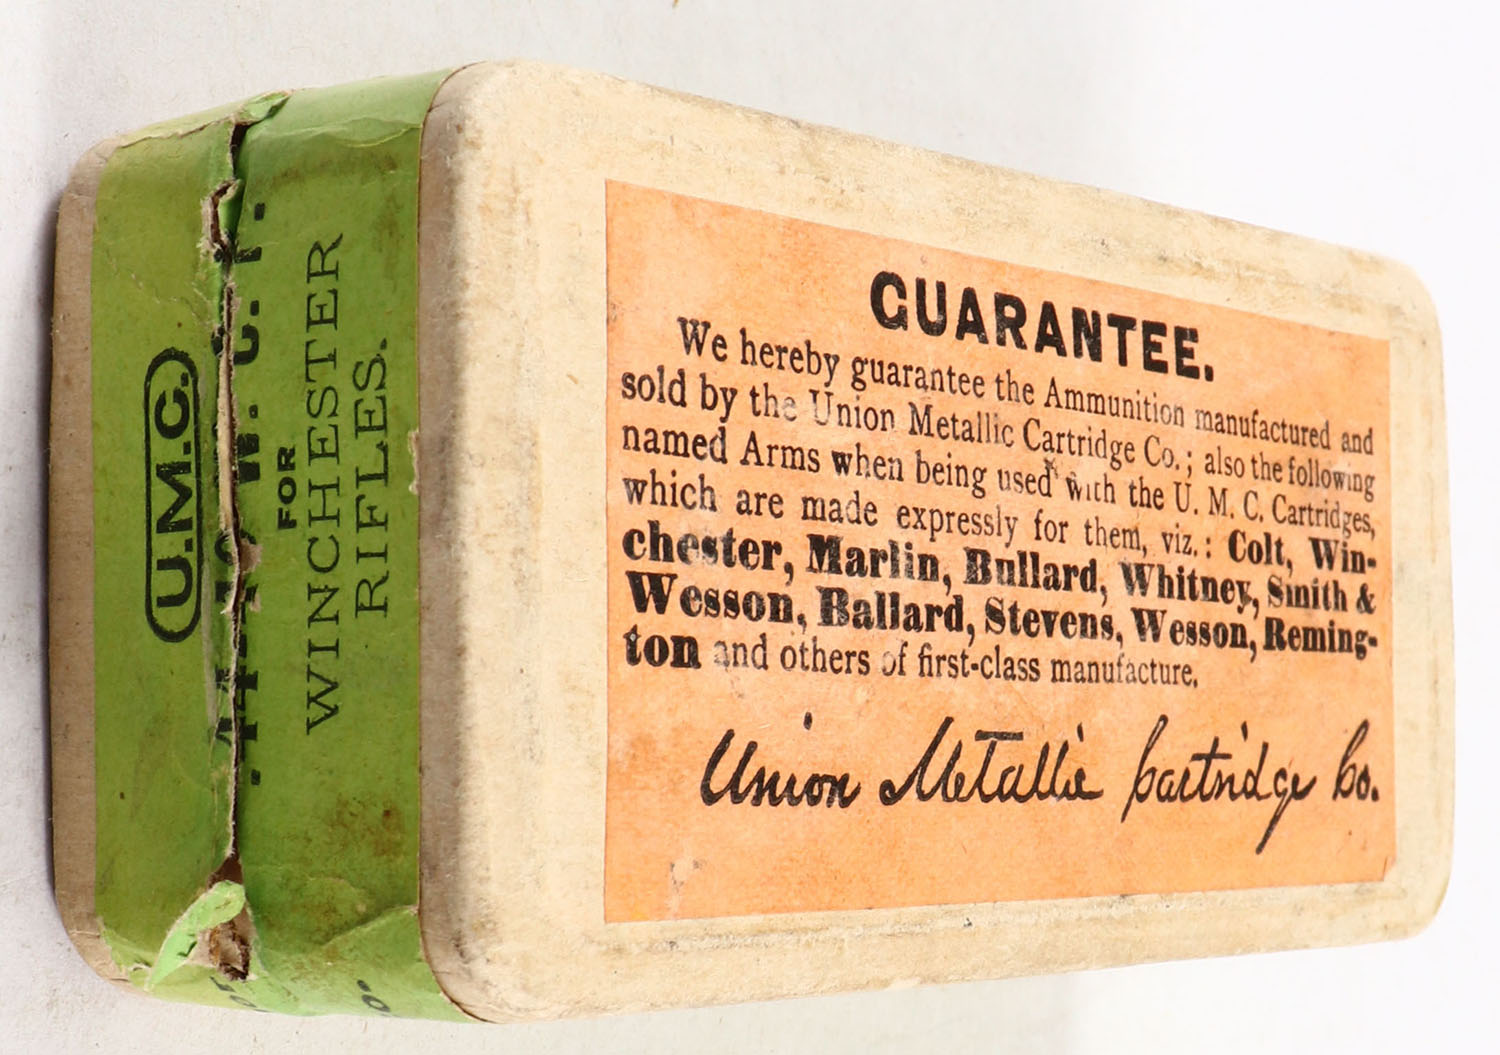 GUARANTEE.
We hereby guarantee the Ammunition manufactured and
sold by the Union Metallic Cartridge Co.; also the following
named Arms when being used with the U. M. C. Cartridges,
which are made expressly for them, viz.: Colt, Win-
chester, Marlin, Bullard, Whitney, Smith &
Wesson, Ballard, Stevens, Wesson, Reming-
ton and others of first-class manufacture.
Union Metallic Cartridge Co.
U.M.C.
.44-40 W. C. F.
FOR
WINCHESTER
RIFLES.